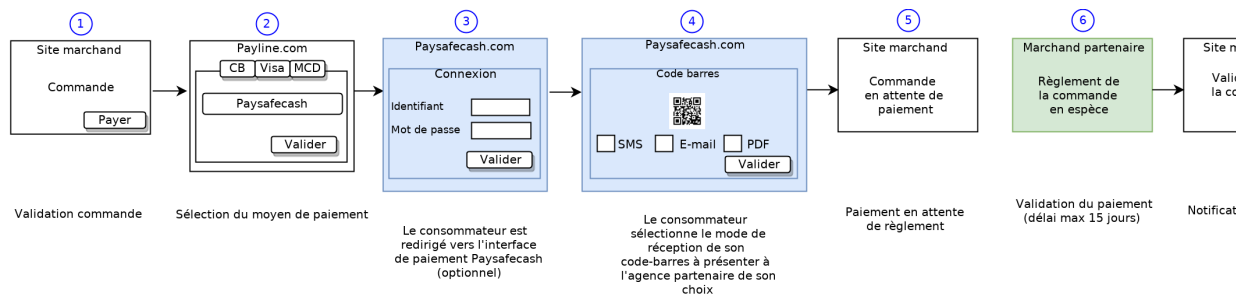 1
Site marchand
Commande
Payer
Validation commande
2
Payline.com
CB Visa MCD
Paysafecash
Valider
Sélection du moyen de paiement
3
Paysafecash.com
Connexion
Identifiant
Mot de passe
Valider
Le consommateur est
redirigé vers l'interface
de paiement Paysafecash
(optionnel)
4
Paysafecash.com
Code barres
SMS E-mail PDF
Valider
Le consommateur
sélectionne le mode de
réception de son
code-barres à présenter à
l'agence partenaire de son
choix
5
Site marchand
Commande
en attente de
paiement
Paiement en attente
de règlement
6
Marchand partenaire
Règlement de
la commande
en espèce
Validation du paiement
(délai max 15 jours)
Site
la